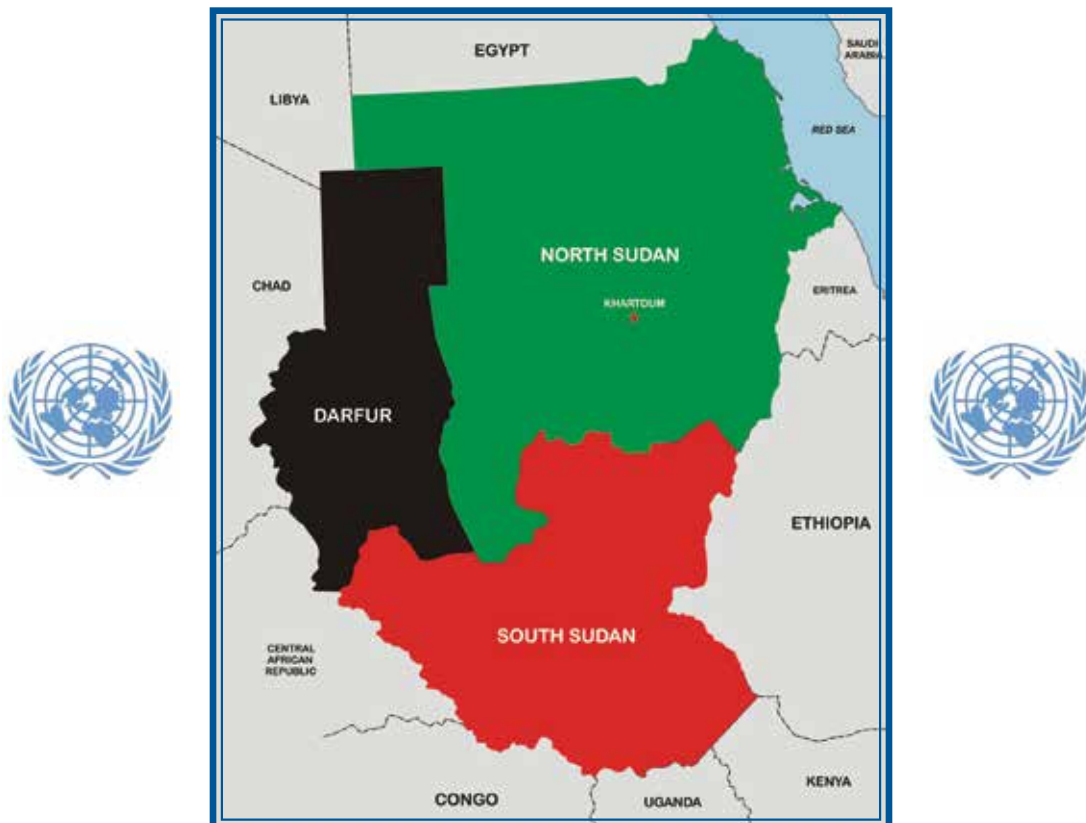 EGYPT
SAUDI
ARABIA
LIBYA
RED SEA
NORTH SUDAN
CHAD
KHARTOUM
ERITREA
DARFUR
ETHIOPIA
SOUTH SUDAN
CENTRAL
AFRICAN
REPUBLIC
KENYA
CONGO
UGANDA